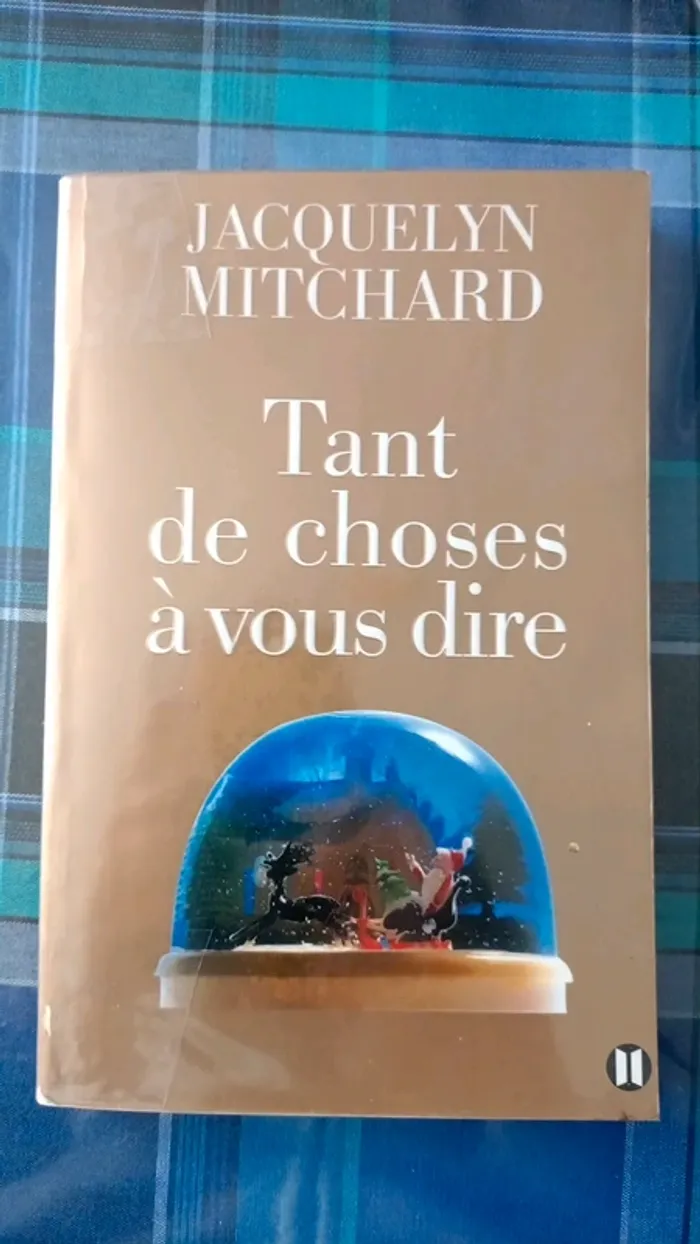 JACQUELYN
MITCHARD
Tant
de choses
à vous dire